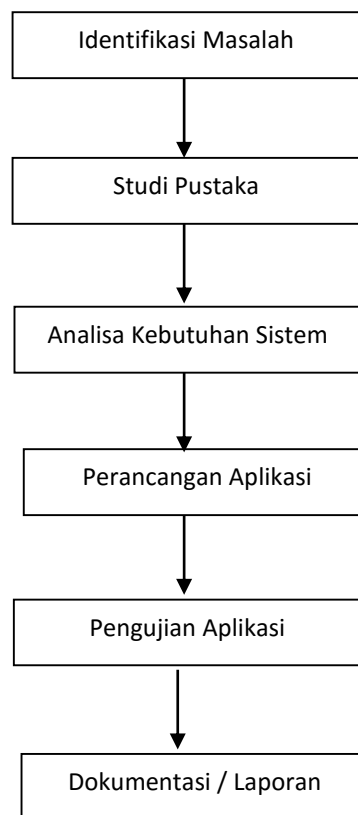 Identifikasi Masalah
Studi Pustaka
Analisa Kebutuhan Sistem
Perancangan Aplikasi
Pengujian Aplikasi
Dokumentasi / Laporan